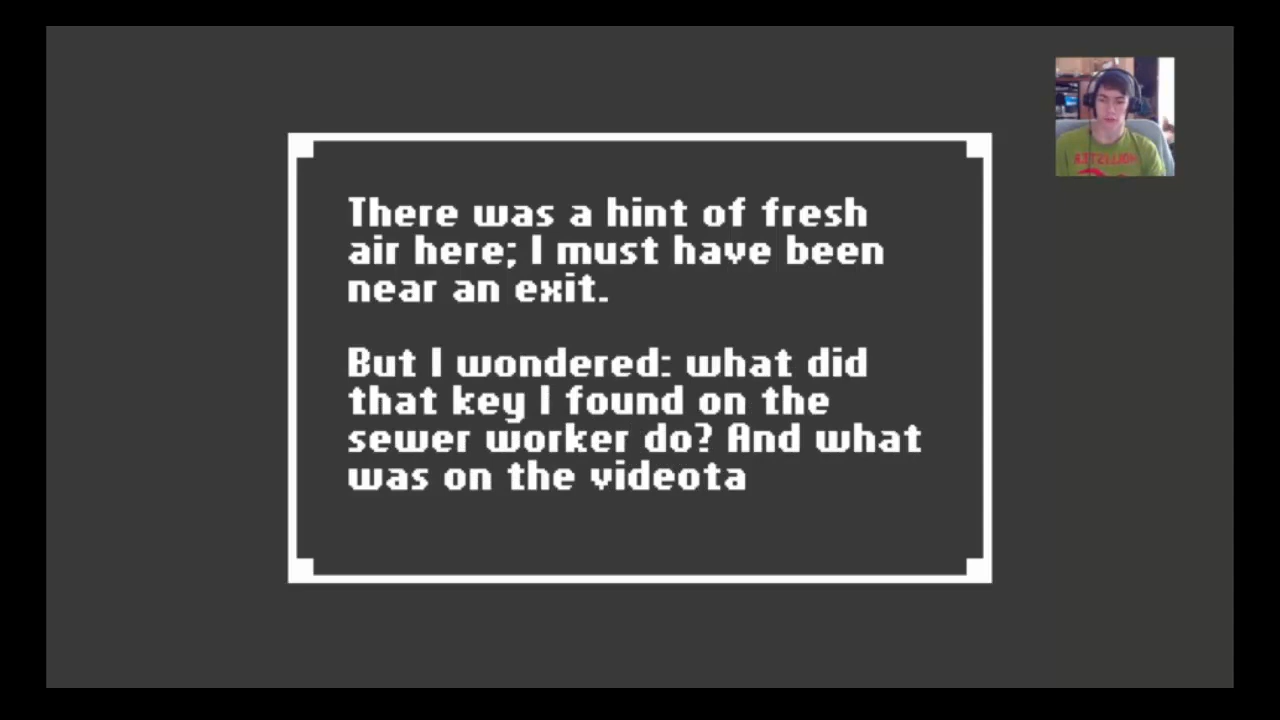 There was a hint of fresh
air here; I must have been
near an exit.
But I wondered: what did
that key I found on the
sewer worker do? And what
was on the videota